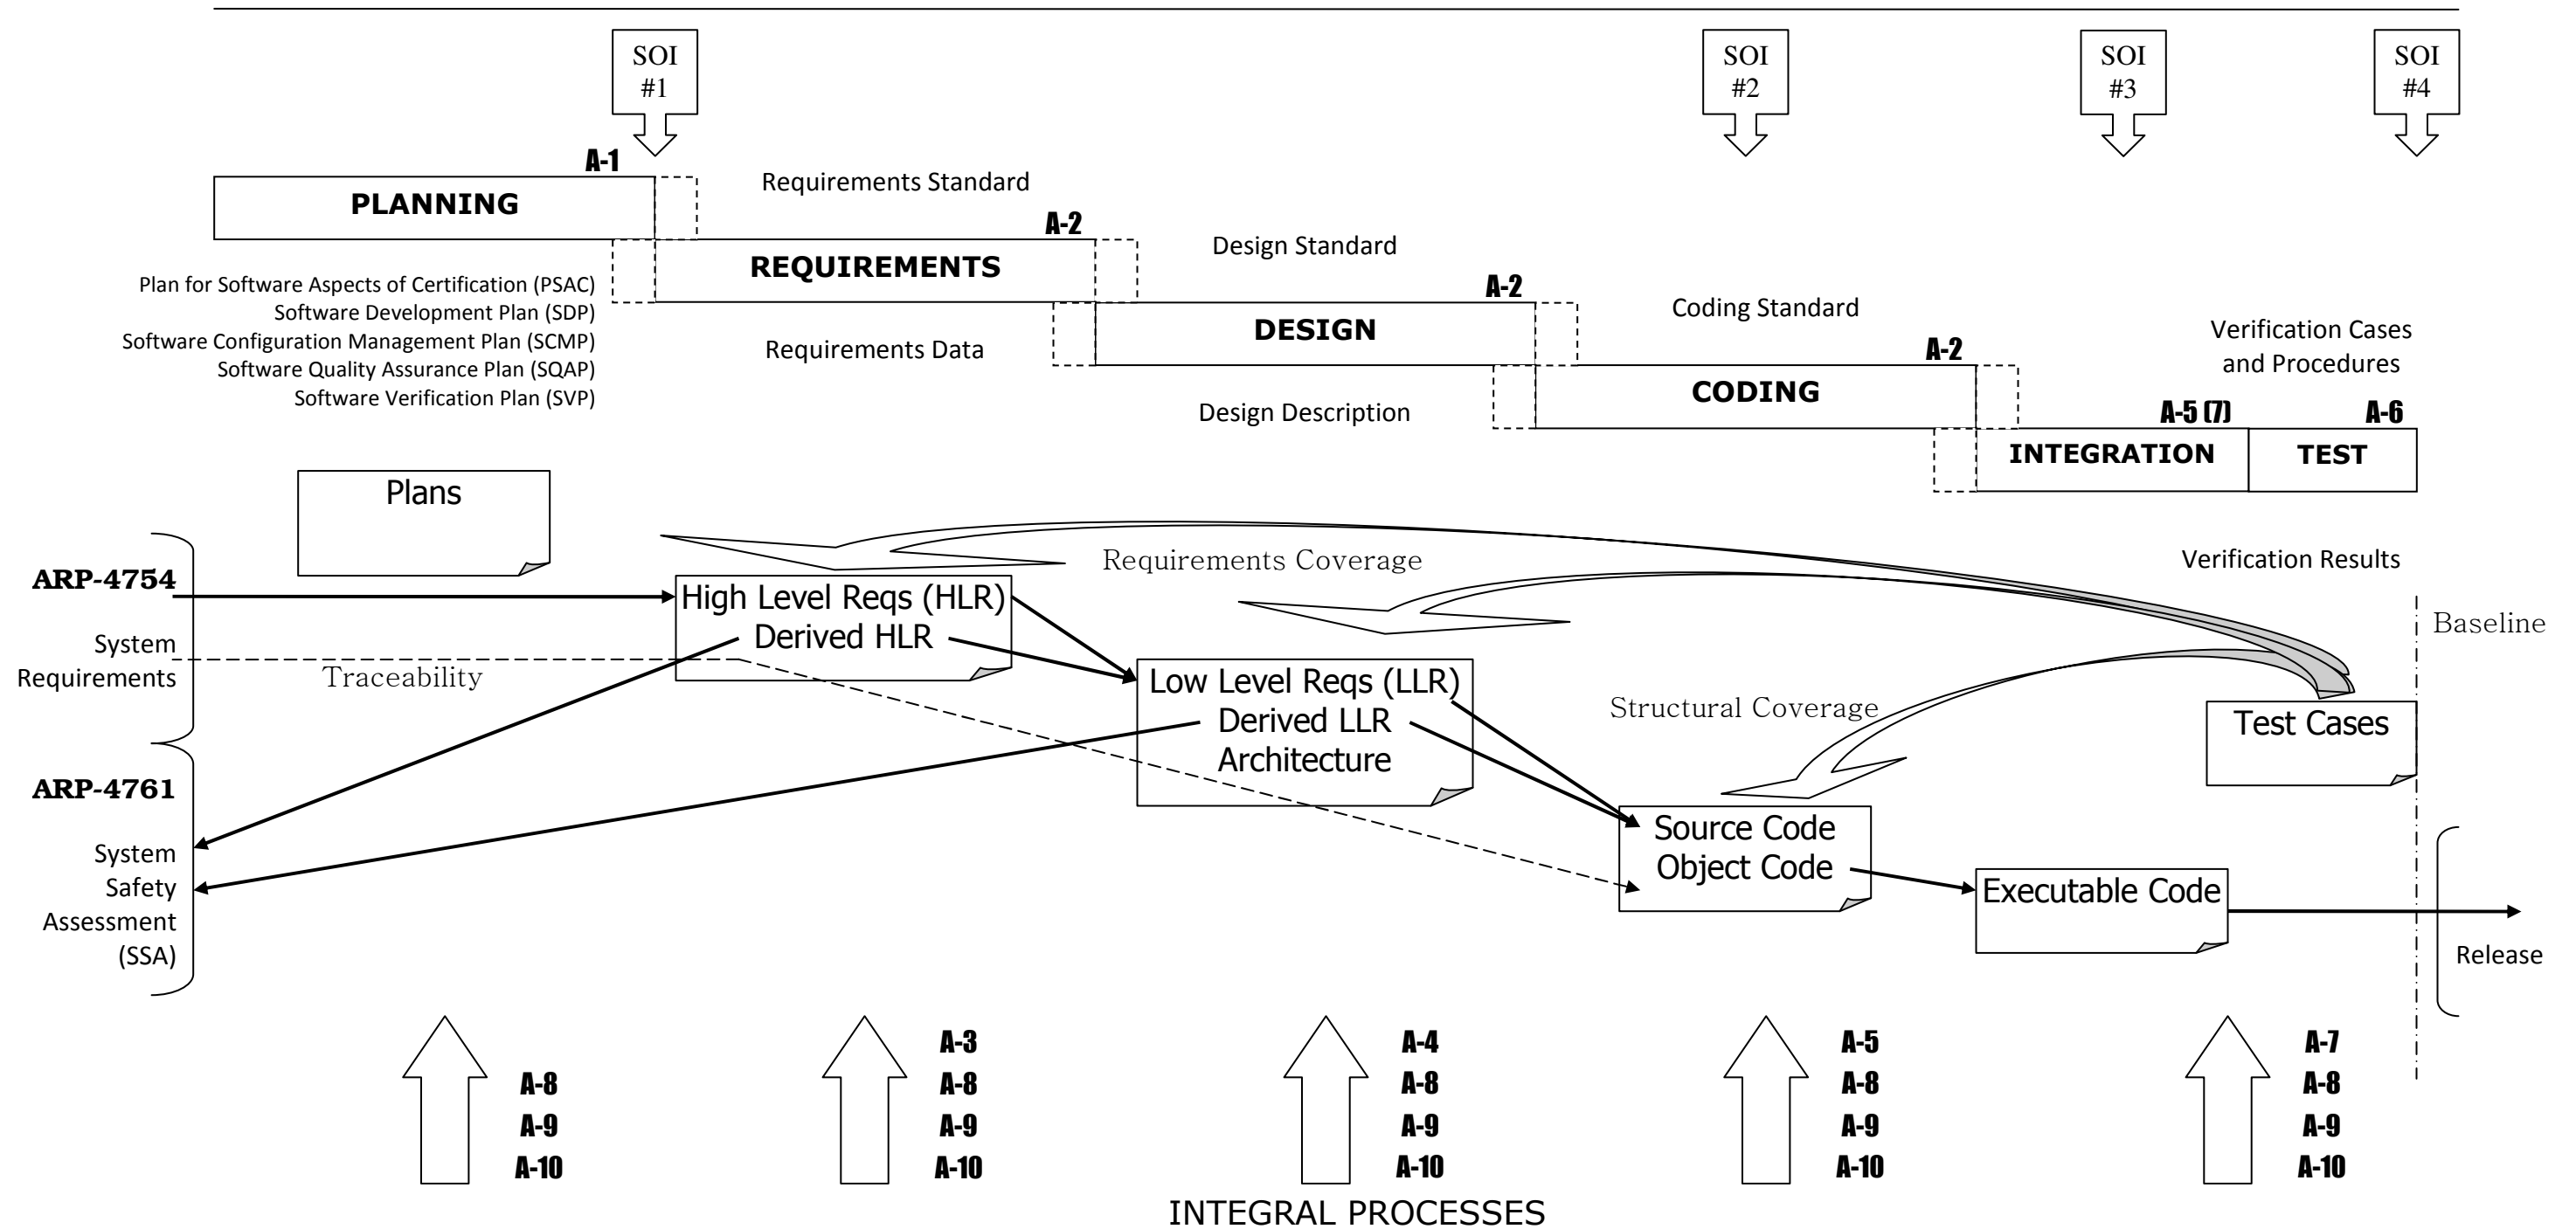 SOI
#1
SOI
#2
SOI
#3
SOI
#4
A-1
PLANNING
Requirements Standard
A-2
REQUIREMENTS
Design Standard
A-2
DESIGN
Coding Standard
A-2
CODING
Verification Cases
and Procedures
A-5 (7)
A-6
INTEGRATION
TEST
Plan for Software Aspects of Certification (PSAC)
Software Development Plan (SDP)
Software Configuration Management Plan (SCMP)
Software Quality Assurance Plan (SQAP)
Software Verification Plan (SVP)
Requirements Data
Design Description
Plans
Requirements Coverage
Verification Results
ARP-4754
System
Requirements
Traceability
High Level Reqs (HLR)
Derived HLR
Baseline
Low Level Reqs (LLR)
Derived LLR
Architecture
Structural Coverage
Test Cases
ARP-4761
System
Safety
Assessment
(SSA)
Source Code
Object Code
Executable Code
Release
A-8
A-9
A-10
A-3
A-8
A-9
A-10
A-4
A-8
A-9
A-10
A-5
A-8
A-9
A-10
A-7
A-8
A-9
A-10
INTEGRAL PROCESSES